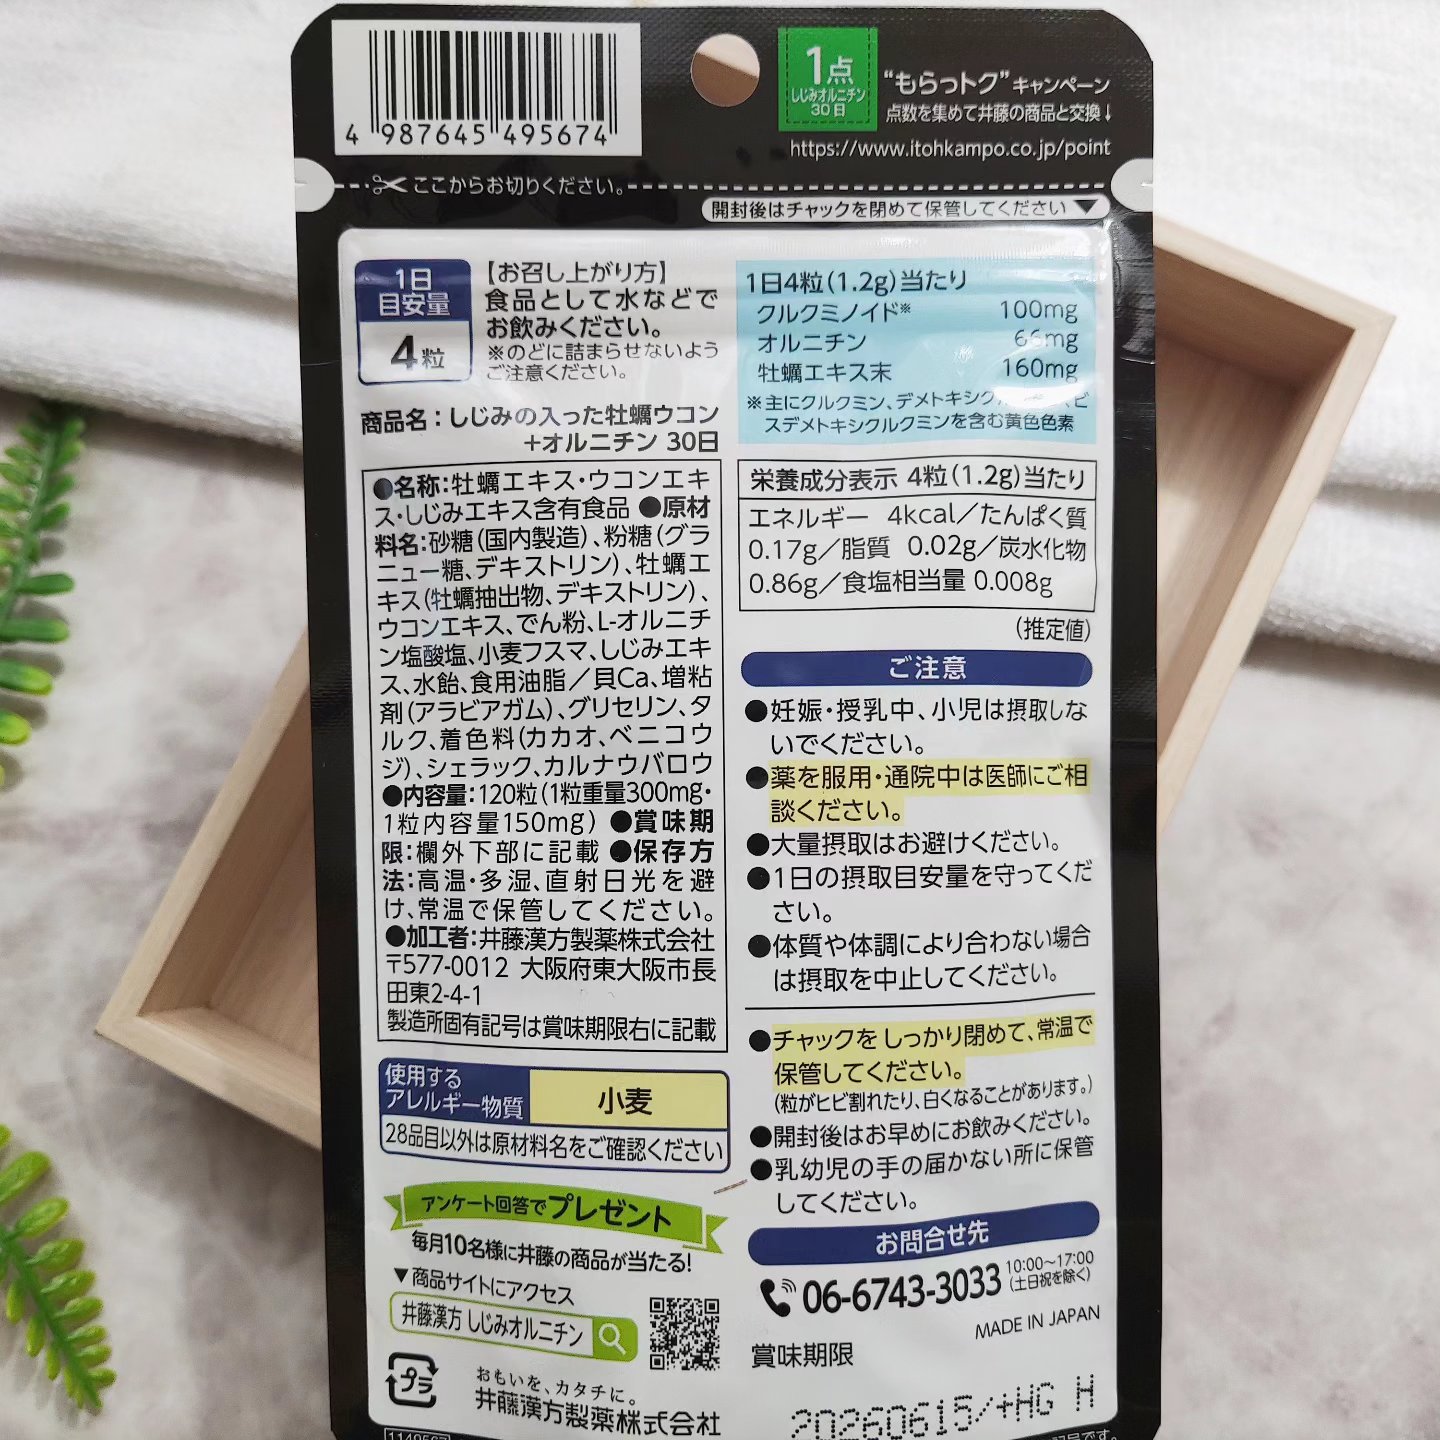 4 987645 495674
1点
しじみオルニチン
30日
“もらっトク”キャンペーン
点数を集めて井藤の商品と交換↓
https://www.itohkampo.co.jp/point
ここからお切りください。
開封後はチャックを閉めて保管してください▼
1日
目安量
4粒
【お召し上がり方】
食品として水などで
お飲みください。
※のどに詰まらせないよう
ご注意ください。
商品名:しじみの入った牡蠣ウコン
+オルニチン 30日
●名称:牡蠣エキス・ウコンエキ
ス・しじみエキス含有食品 ●原材
料名:砂糖(国内製造)、粉糖(グラ
ニュー糖、デキストリン)、牡蠣エ
キス(牡蠣抽出物、デキストリン)、
ウコンエキス、でん粉、L-オルニチ
ン塩酸塩、小麦フスマ、しじみエキ
ス、水飴、食用油脂/貝Ca、増粘
剤(アラビアガム)、グリセリン、タ
ルク、着色料(カカオ、ベニコウ
ジ)、シェラック、カルナウバロウ
●内容量:120粒(1粒重量300mg・
1粒内容量150mg) ●賞味期
限:欄外下部に記載 ●保存方
法:高温・多湿、直射日光を避
け、常温で保管してください。
●加工者:井藤漢方製薬株式会社
〒577-0012 大阪府東大阪市長
田東2-4-1
製造所固有記号は賞味期限右に記載
使用する
アレルギー物質
小麦
28品目以外は原材料名をご確認ください
アンケート回答でプレゼント
毎月10名様に井藤の商品が当たる!
▼商品サイトにアクセス
井藤漢方 しじみオルニチン
プラ
おもいを、カタチに。
井藤漢方製薬株式会社
1日4粒(1.2g)当たり
クルクミノイド※ 100mg
オルニチン 66mg
牡蠣エキス末 160mg
※主にクルクミン、デメトキシク 、ビ
スデメトキシクルクミンを含む黄色色素
栄養成分表示 4粒(1.2g)当たり
エネルギー 4kcal/たんぱく質
0.17g/脂質 0.02g/炭水化物
0.86g/食塩相当量 0.008g
(推定値)
ご注意
●妊娠・授乳中、小児は摂取しな
いでください。
●薬を服用・通院中は医師にご相
談ください。
●大量摂取はお避けください。
●1日の摂取目安量を守ってくだ
さい。
●体質や体調により合わない場合
は摂取を中止してください。
●チャックをしっかり閉めて、常温で
保管してください。
(粒がヒビ割れたり、白くなることがあります。)
●開封後はお早めにお飲みください。
●乳幼児の手の届かない所に保管
してください。
お問合せ先
06-6743-3033
10:00~17:00
(土日祝を除く)
MADE IN JAPAN
賞味期限
20260615/+HG H